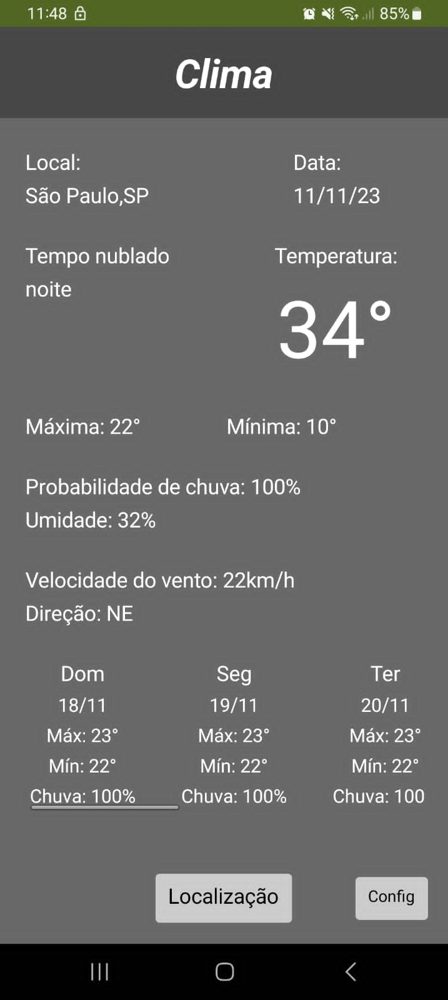 11:48 85%
Clima
Local: Data:
São Paulo,SP 11/11/23
Tempo nublado Temperatura:
noite
34°
Máxima: 22° Mínima: 10°
Probabilidade de chuva: 100%
Umidade: 32%
Velocidade do vento: 22km/h
Direção: NE
Dom Seg Ter
18/11 19/11 20/11
Máx: 23° Máx: 23° Máx: 23°
Mín: 22° Mín: 22° Mín: 22°
Chuva: 100% Chuva: 100% Chuva: 100
Localização Config